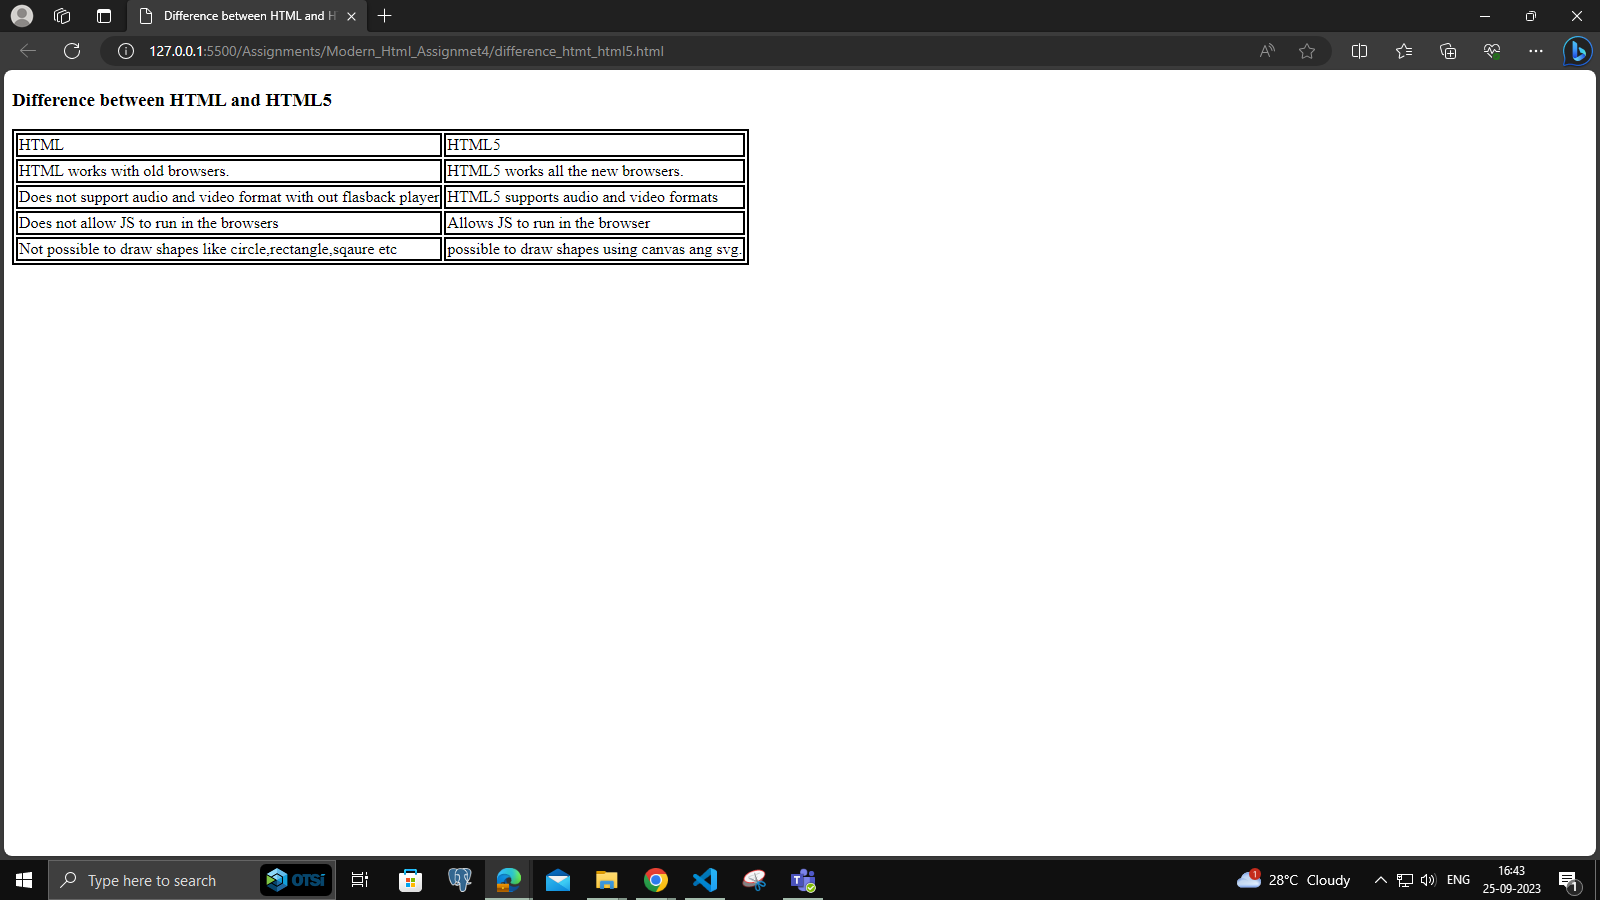 Difference between HTML and H
127.0.0.1:5500/Assignments/Modern_Html_Assignmet4/difference_htmt_html5.html
Difference between HTML and HTML5
HTML HTML5
HTML works with old browsers. HTML5 works all the new browsers.
Does not support audio and video format with out flasback player HTML5 supports audio and video formats
Does not allow JS to run in the browsers Allows JS to run in the browser
Not possible to draw shapes like circle,rectangle,sqaure etc possible to draw shapes using canvas ang svg.
Type here to search OTSi 1 28°C Cloudy ENG 16:43
25-09-2023 1